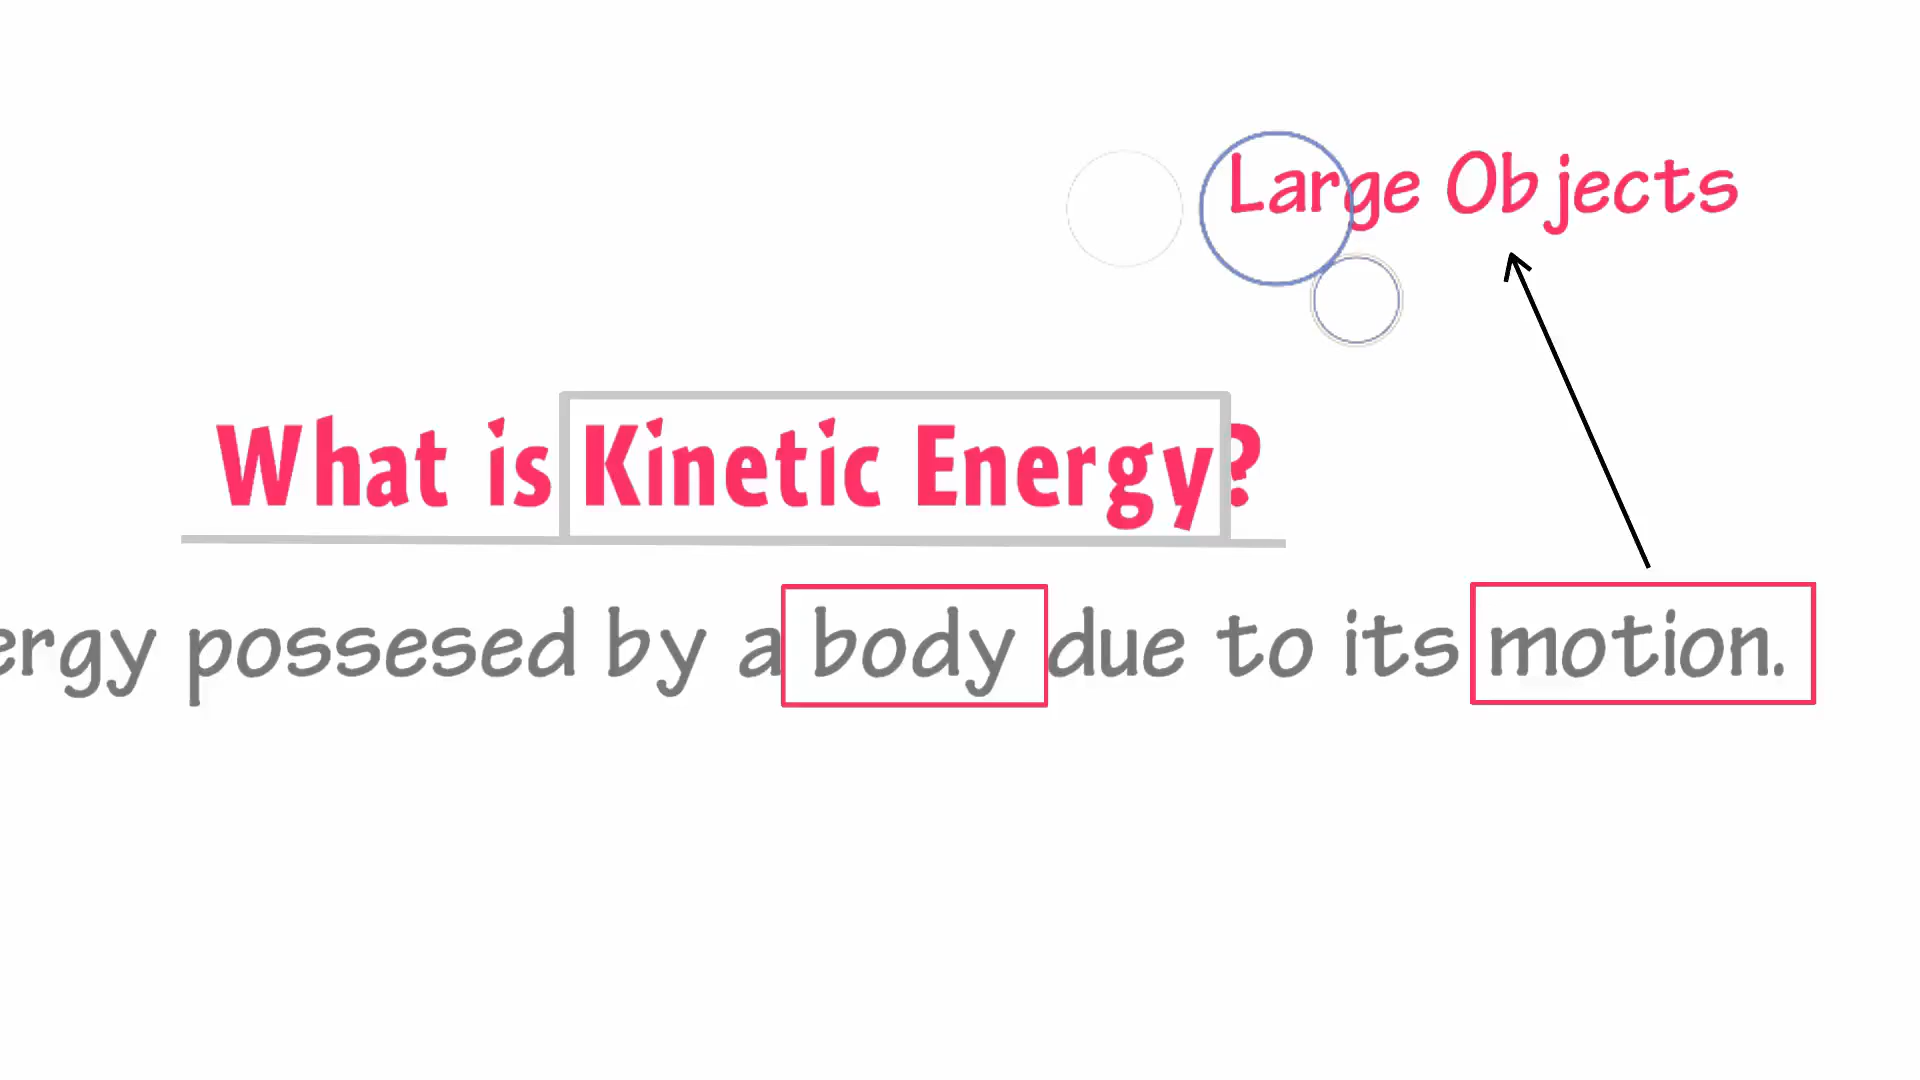 Large Objects
What is Kinetic Energy?
ergy possesed by a body due to its motion.